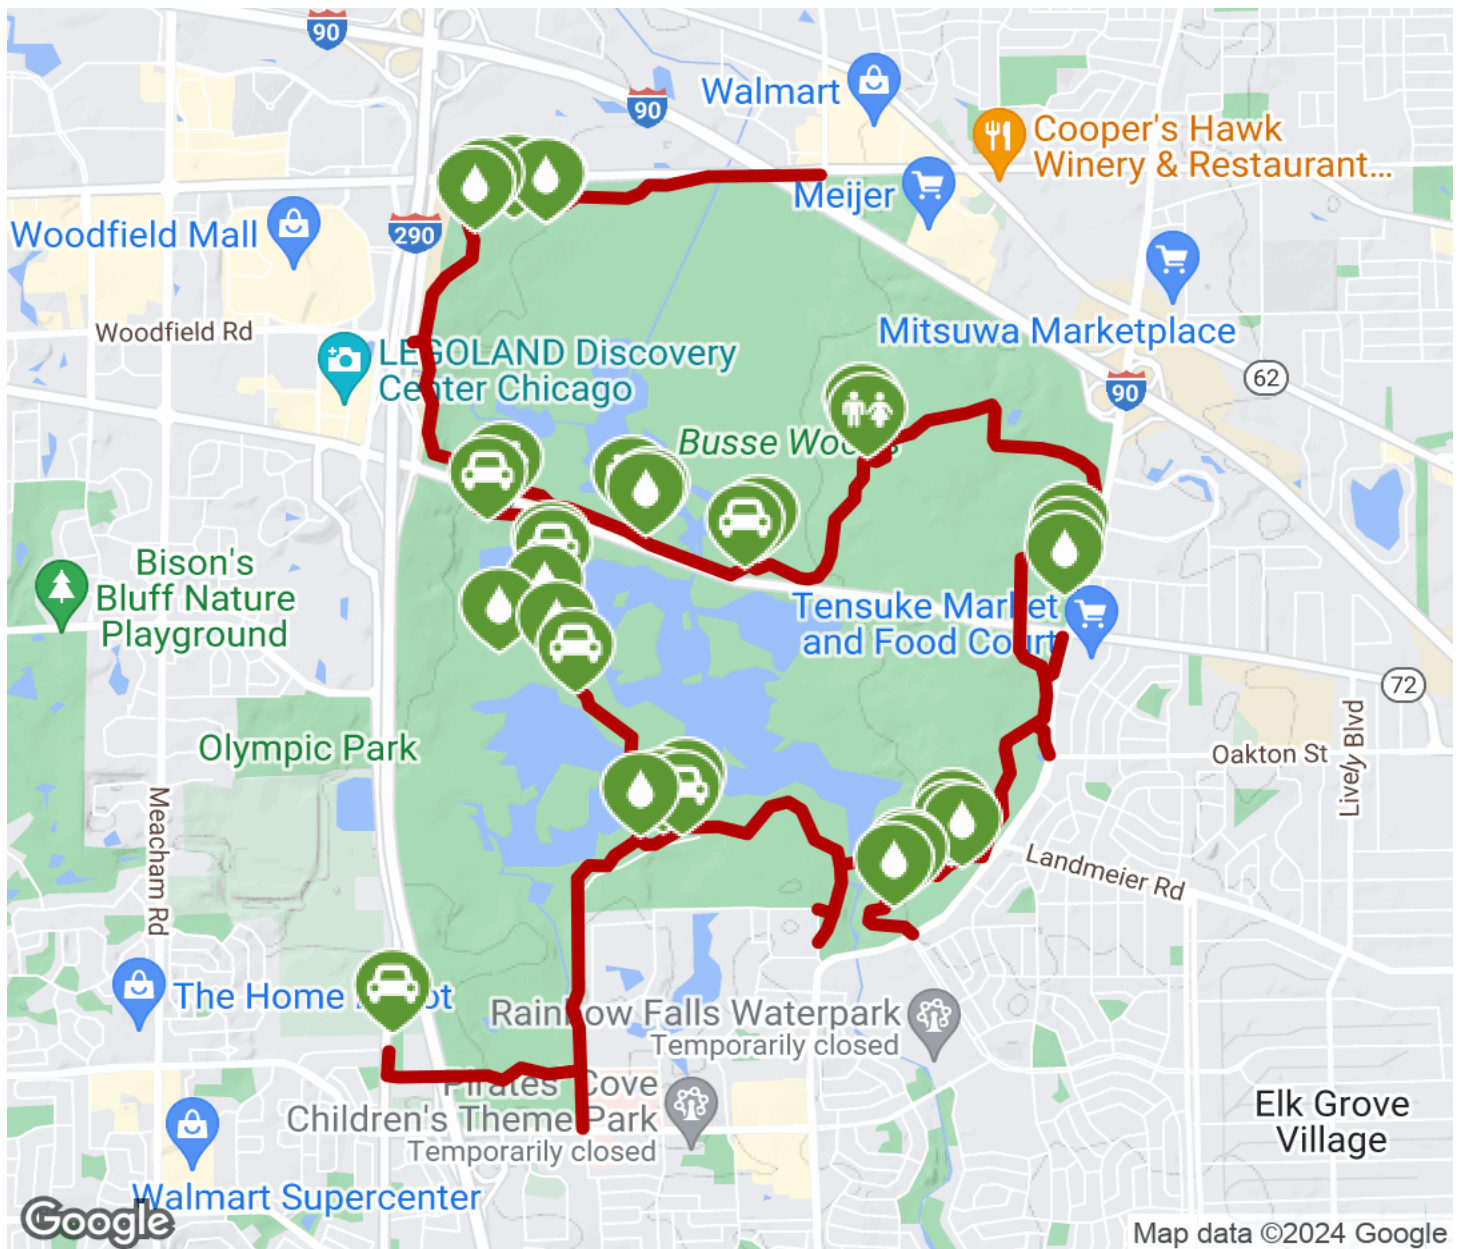 90
90
Walmart
Cooper's Hawk
Winery & Restaurant...
Meijer
Woodfield Mall
290
Woodfield Rd
Mitsuwa Marketplace
LEGOLAND Discovery
Center Chicago
62
90
Busse Woods
Bison's
Bluff Nature
Playground
Tensuke Market
and Food Court
72
Olympic Park
Oakton St
Lively Blvd
Meacham Rd
Landmeier Rd
The Home Depot
Rainbow Falls Waterpark
Temporarily closed
Pirates' Cove
Children's Theme Park
Temporarily closed
Elk Grove
Village
Walmart Supercenter
Google
Map data ©2024 Google